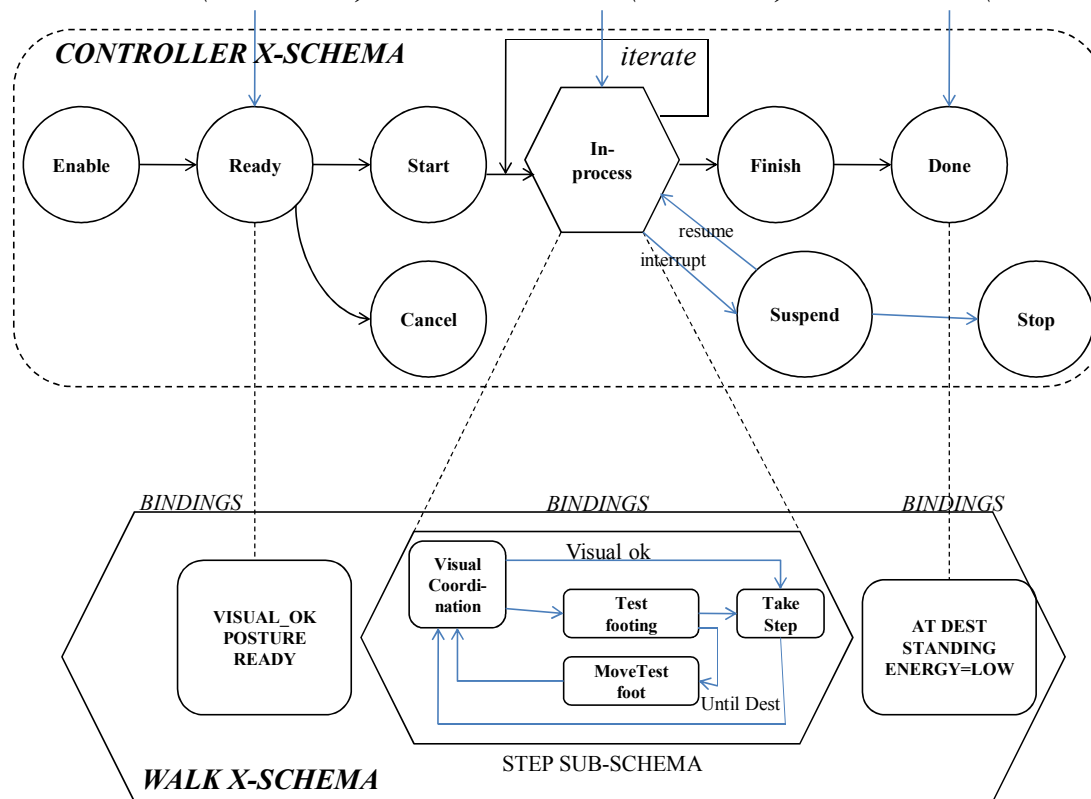 CONTROLLER X-SCHEMA
iterate
Enable
Ready
Start
In-
process
Finish
Done
resume
interrupt
Cancel
Suspend
Stop
BINDINGS
BINDINGS
BINDINGS
Visual
Coordi-
nation
Visual ok
Test
footing
Take
Step
VISUAL_OK
POSTURE
READY
MoveTest
foot
Until Dest
AT DEST
STANDING
ENERGY=LOW
STEP SUB-SCHEMA
WALK X-SCHEMA